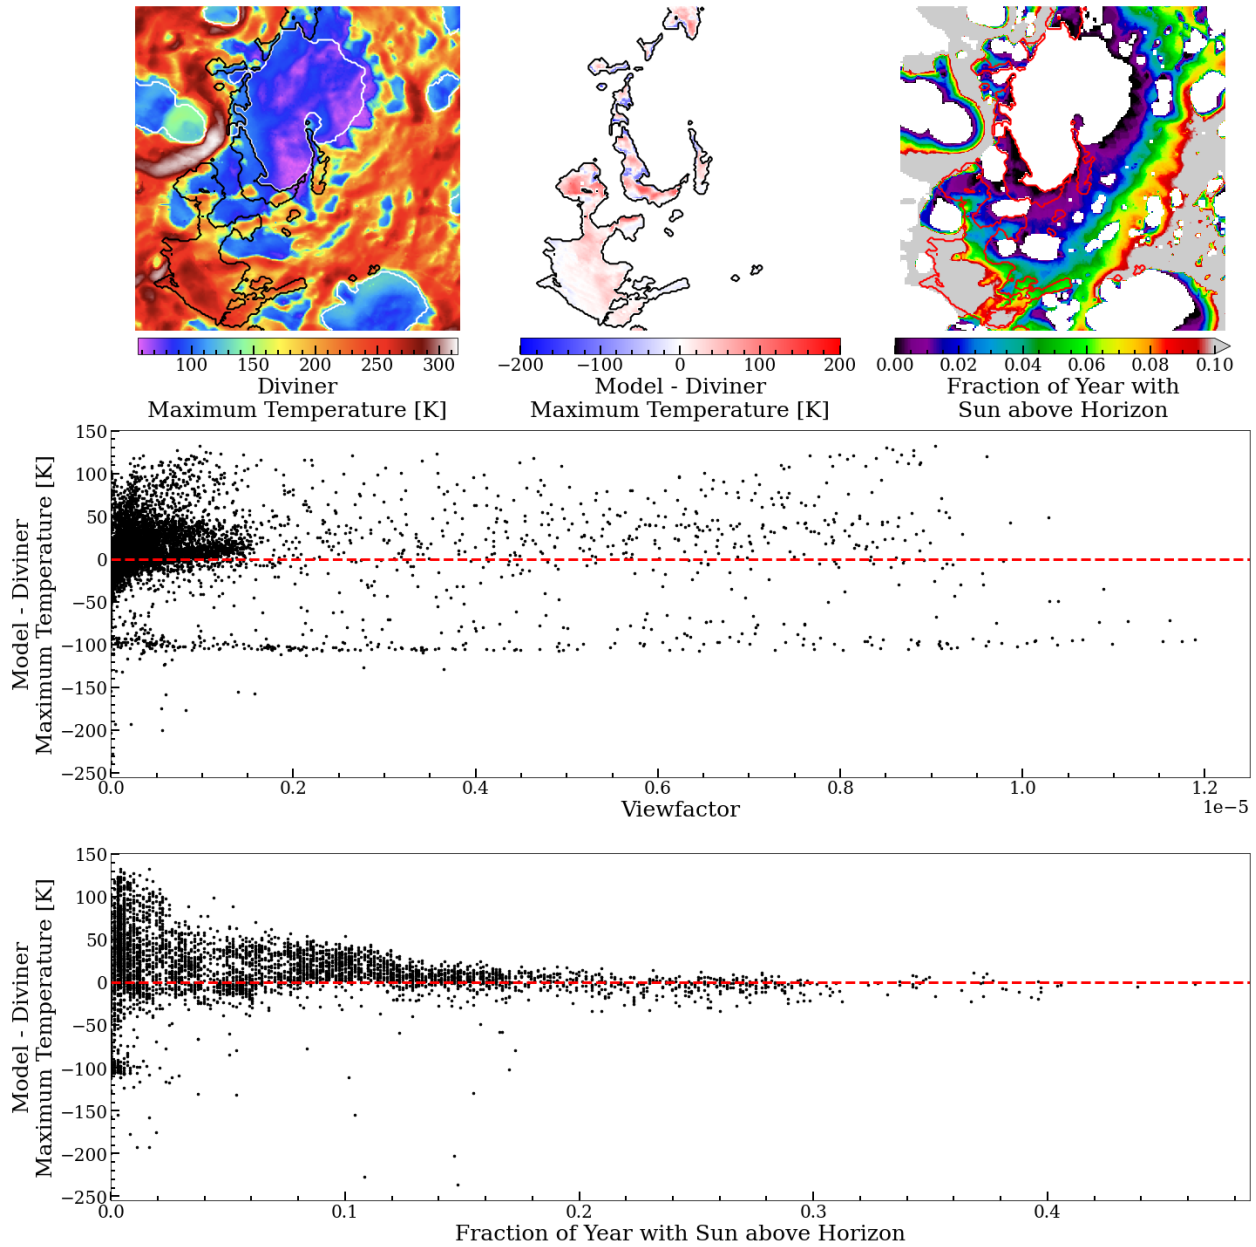 100 150 200 250 300
Diviner
Maximum Temperature [K]
−200 −100 0 100 200
Model - Diviner
Maximum Temperature [K]
0.00 0.02 0.04 0.06 0.08 0.10
Fraction of Year with
Sun above Horizon
Model - Diviner
Maximum Temperature [K]
150
100
50
0
−50
−100
−150
−200
−250
0.0 0.2 0.4 0.6 0.8 1.0 1.2
Viewfactor
1e−5
Model - Diviner
Maximum Temperature [K]
150
100
50
0
−50
−100
−150
−200
−250
0.0 0.1 0.2 0.3 0.4
Fraction of Year with Sun above Horizon